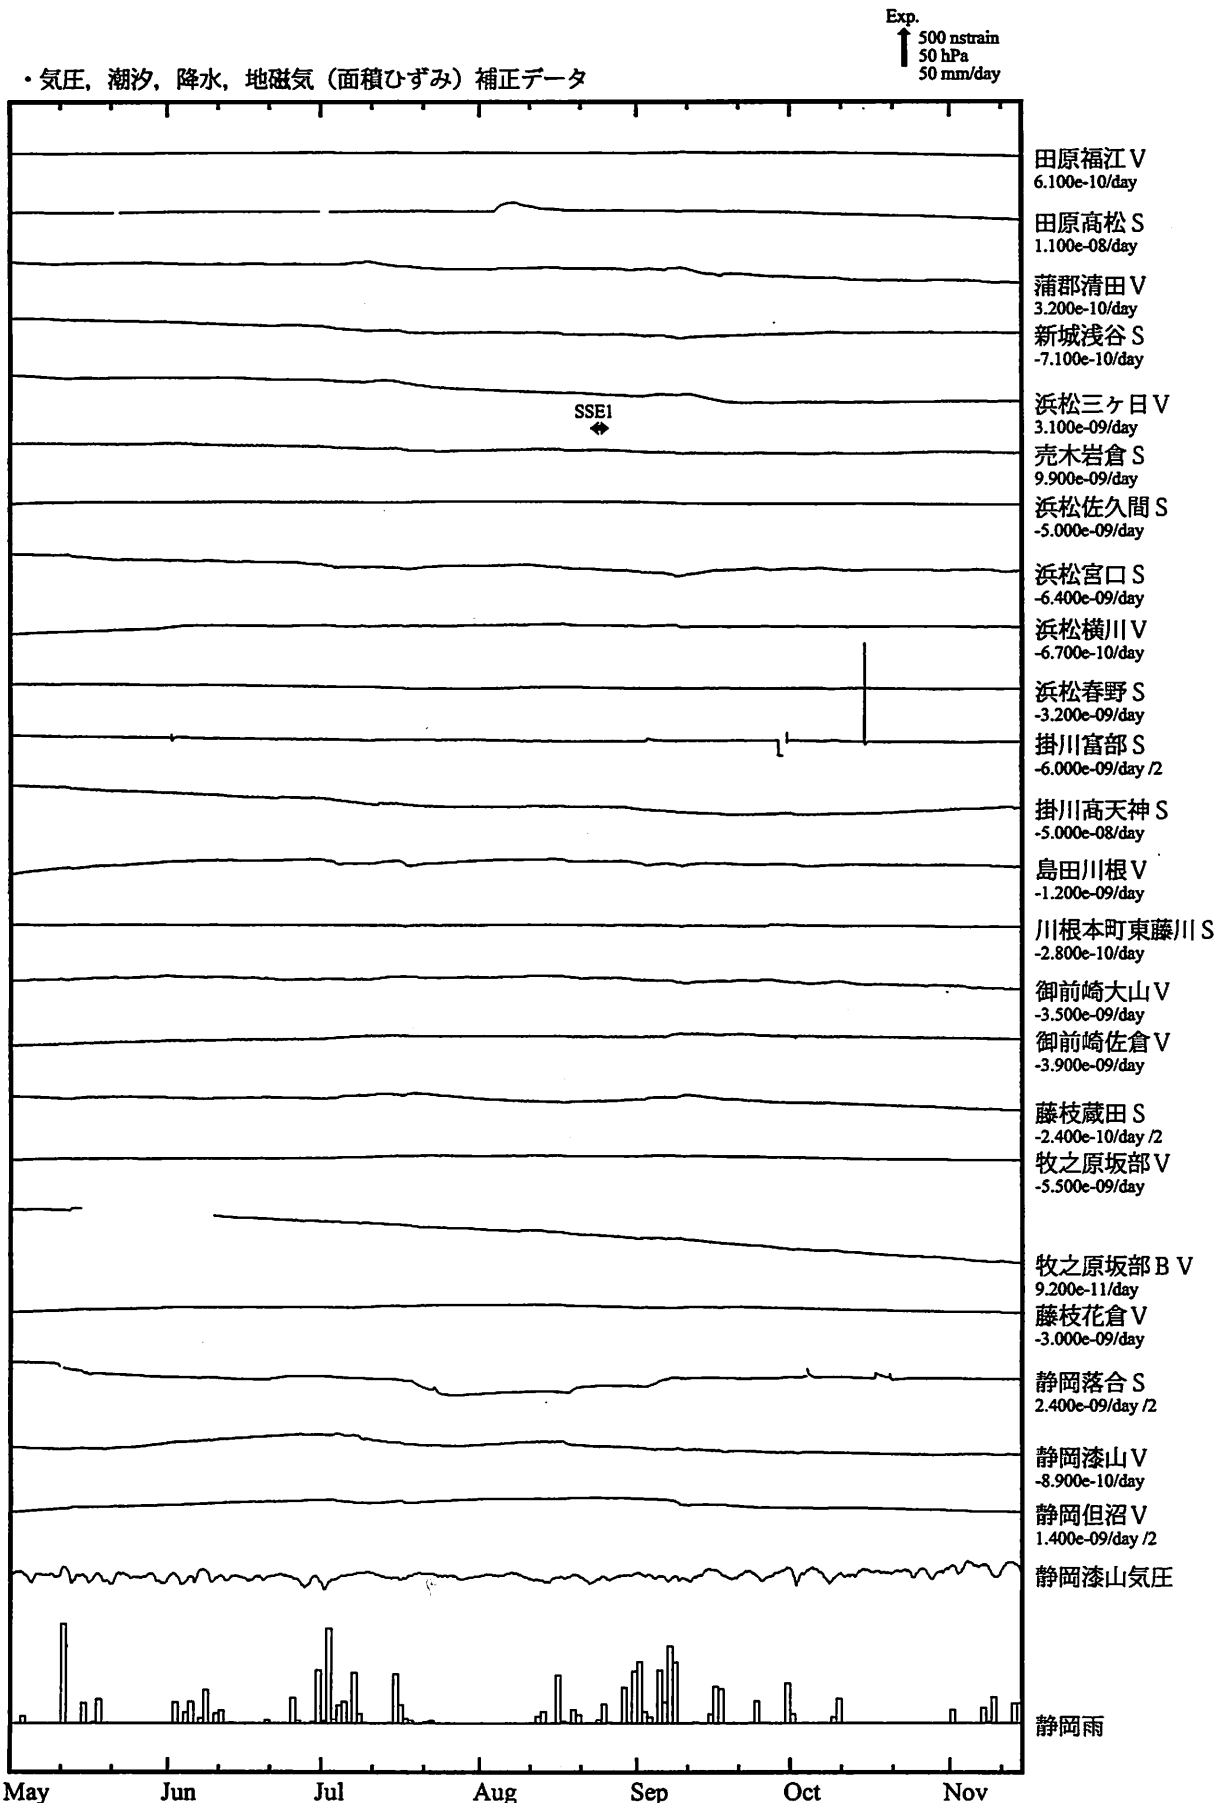 Exp.
500 nstrain
50 hPa
50 mm/day
・気圧，潮汐，降水，地磁気（面積ひずみ）補正データ
田原福江 V
6.100e-10/day
田原高松 S
1.100e-08/day
蒲郡清田 V
3.200e-10/day
新城浅谷 S
-7.100e-10/day
浜松三ケ日 V
3.100e-09/day
SSE1
売木岩倉 S
9.900e-09/day
浜松佐久間 S
-5.000e-09/day
浜松宮口 S
-6.400e-09/day
浜松横川 V
-6.700e-10/day
浜松春野 S
-3.200e-09/day
掛川富部 S
-6.000e-09/day /2
掛川高天神 S
-5.000e-08/day
島田川根 V
-1.200e-09/day
川根本町東藤川 S
-2.800e-10/day
御前崎大山 V
-3.500e-09/day
御前崎佐倉 V
-3.900e-09/day
藤枝蔵田 S
-2.400e-10/day /2
牧之原坂部 V
-5.500e-09/day
牧之原坂部 B V
9.200e-11/day
藤枝花倉 V
-3.000e-09/day
静岡落合 S
2.400e-09/day /2
静岡漆山 V
-8.900e-10/day
静岡但沼 V
1.400e-09/day /2
静岡漆山気圧
静岡雨
May Jun Jul Aug Sep Oct Nov